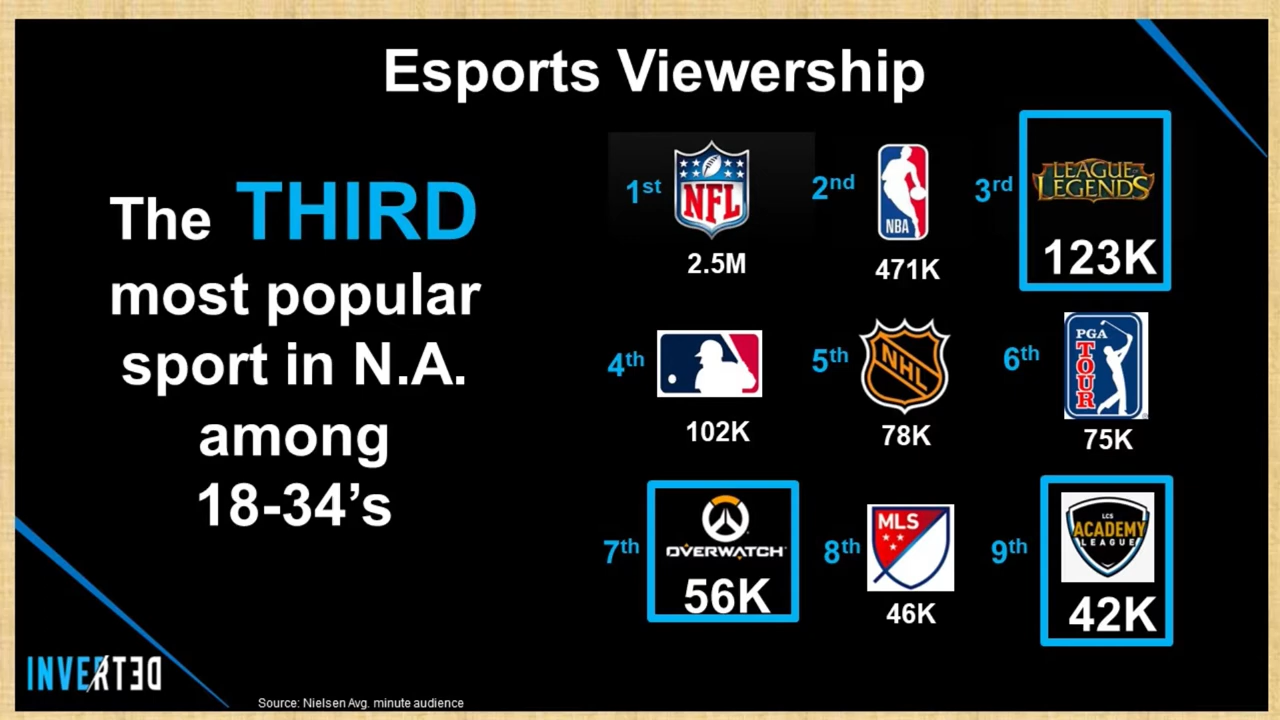 Esports Viewership
The THIRD
most popular
sport in N.A.
among
18-34’s
1st
NFL
2.5M
2nd
NBA
471K
3rd
LEAGUE OF
LEGENDS
123K
4th
102K
5th
NHL
78K
6th
PGA
TOUR
75K
7th
OVERWATCH
56K
8th
MLS
46K
9th
LCS
ACADEMY
LEAGUE
42K
INVERTED
Source: Nielsen Avg. minute audience